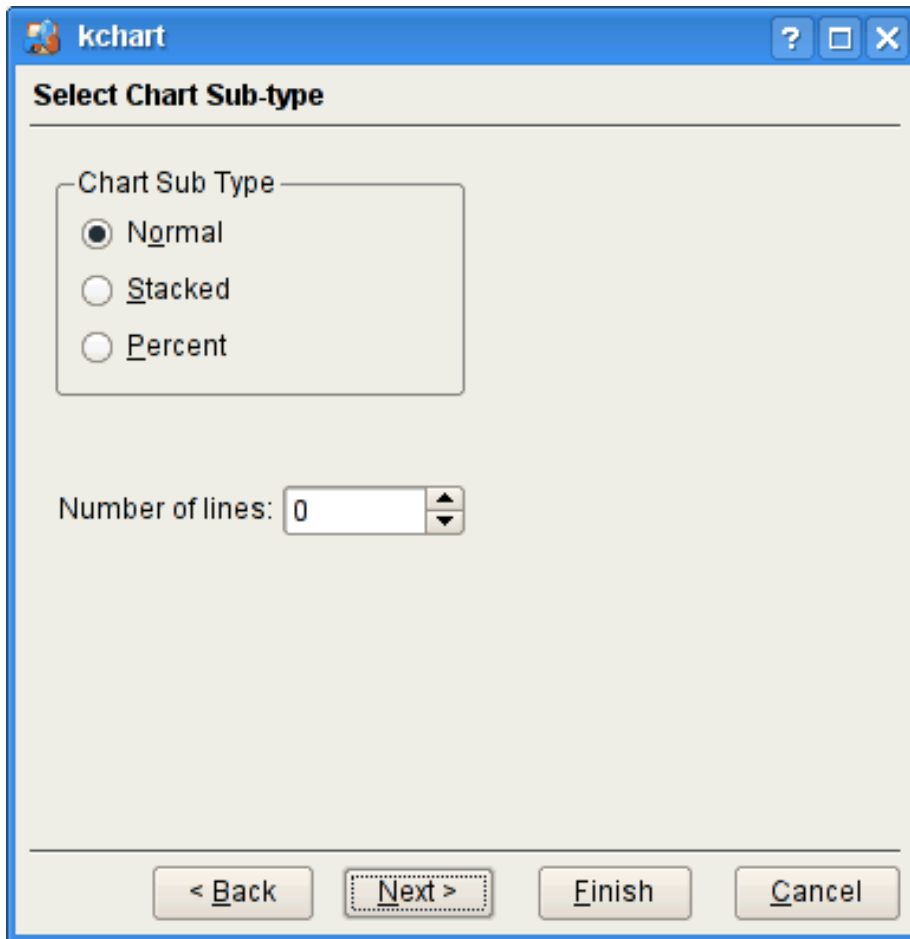 kchart
Select Chart Sub-type
Chart Sub Type
Normal
Stacked
Percent
Number of lines: 0
< Back Next > Finish Cancel